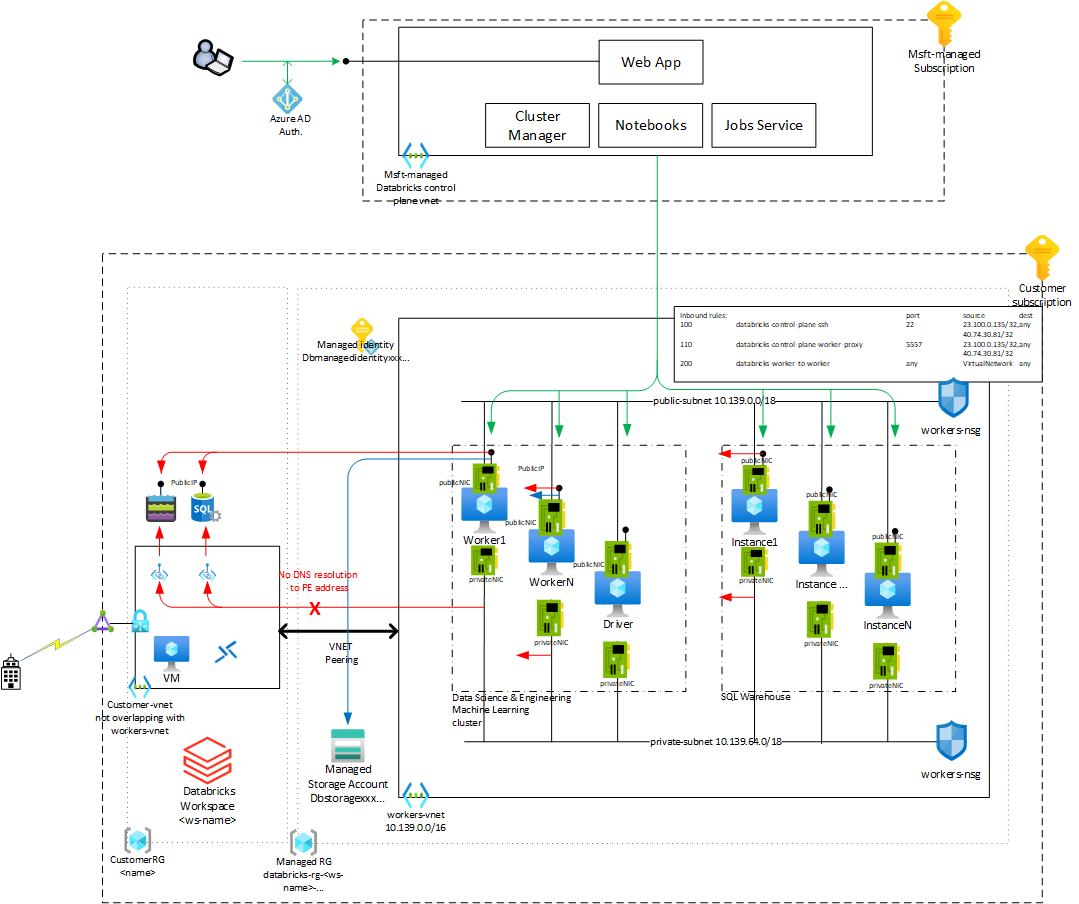 Web App
Msft-managed
Subscription
Azure AD
Auth.
Cluster
Manager
Notebooks
Jobs Service
Msft-managed
Databricks control
plane vnet
Customer
subscription
Inbound rules: port source dest
100 databricks-control-plane-ssh 22 23.100.0.135/32, any
40.74.30.81/32
110 databricks-control-plane-worker-proxy 5557 23.100.0.135/32, any
40.74.30.81/32
200 databricks-worker-to-worker any VirtualNetwork any
Managed identity
Dbmanagedidentityxxx...
public-subnet 10.139.0.0/18
workers-nsg
PublicIP
SQL
publicNIC
PublicIP
publicNIC
publicNIC
publicNIC
publicNIC
publicNIC
Worker1
WorkerN
Driver
Instance1
Instance ...
InstanceN
privateNIC
privateNIC
privateNIC
privateNIC
privateNIC
privateNIC
No DNS resolution
to PE address
X
VNET
Peering
VM
Customer-vnet
not overlapping with
workers-vnet
Data Science & Engineering
Machine Learning
cluster
SQL Warehouse
private-subnet 10.139.64.0/18
workers-nsg
Databricks
Workspace
<ws-name>
Managed
Storage Account
Dbstoragexxx...
workers-vnet
10.139.0.0/16
CustomerRG
<name>
Managed RG
databricks-rg-<ws-
name>-...